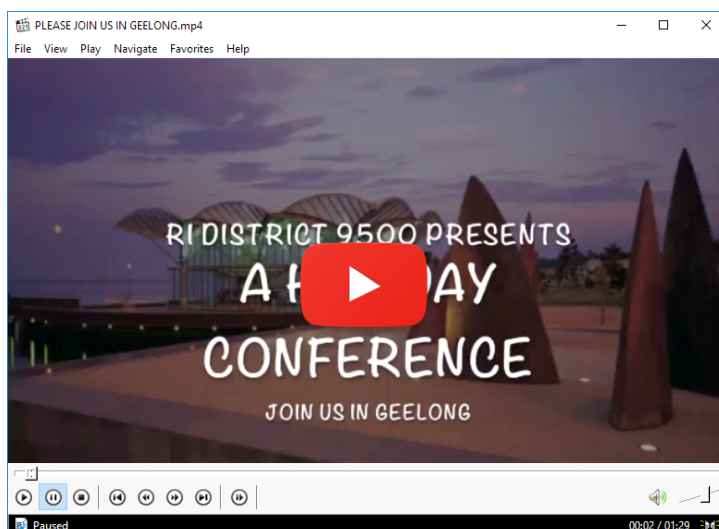 PLEASE JOIN US IN GEELONG.mp4
File View Play Navigate Favorites Help
RI DISTRICT 9500 PRESENTS
A H DAY
CONFERENCE
JOIN US IN GEELONG
Paused 00:02 / 01:29